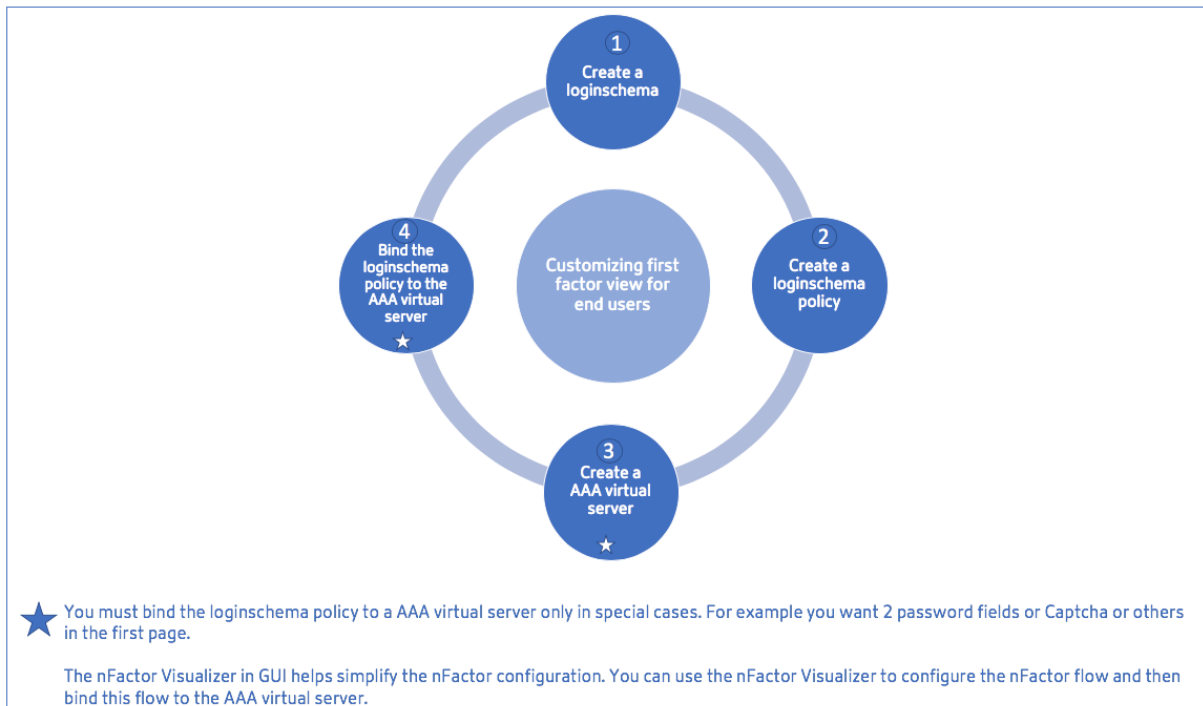 1
Create a
loginschema
2
Create a
loginschema
policy
3
Create a
AAA virtual
server
4
Bind the
loginschema
policy to the
AAA virtual
server
Customizing first
factor view for
end users
You must bind the loginschema policy to a AAA virtual server only in special cases. For example you want 2 password fields or Captcha or others
in the first page.
The nFactor Visualizer in GUI helps simplify the nFactor configuration. You can use the nFactor Visualizer to configure the nFactor flow and then
bind this flow to the AAA virtual server.